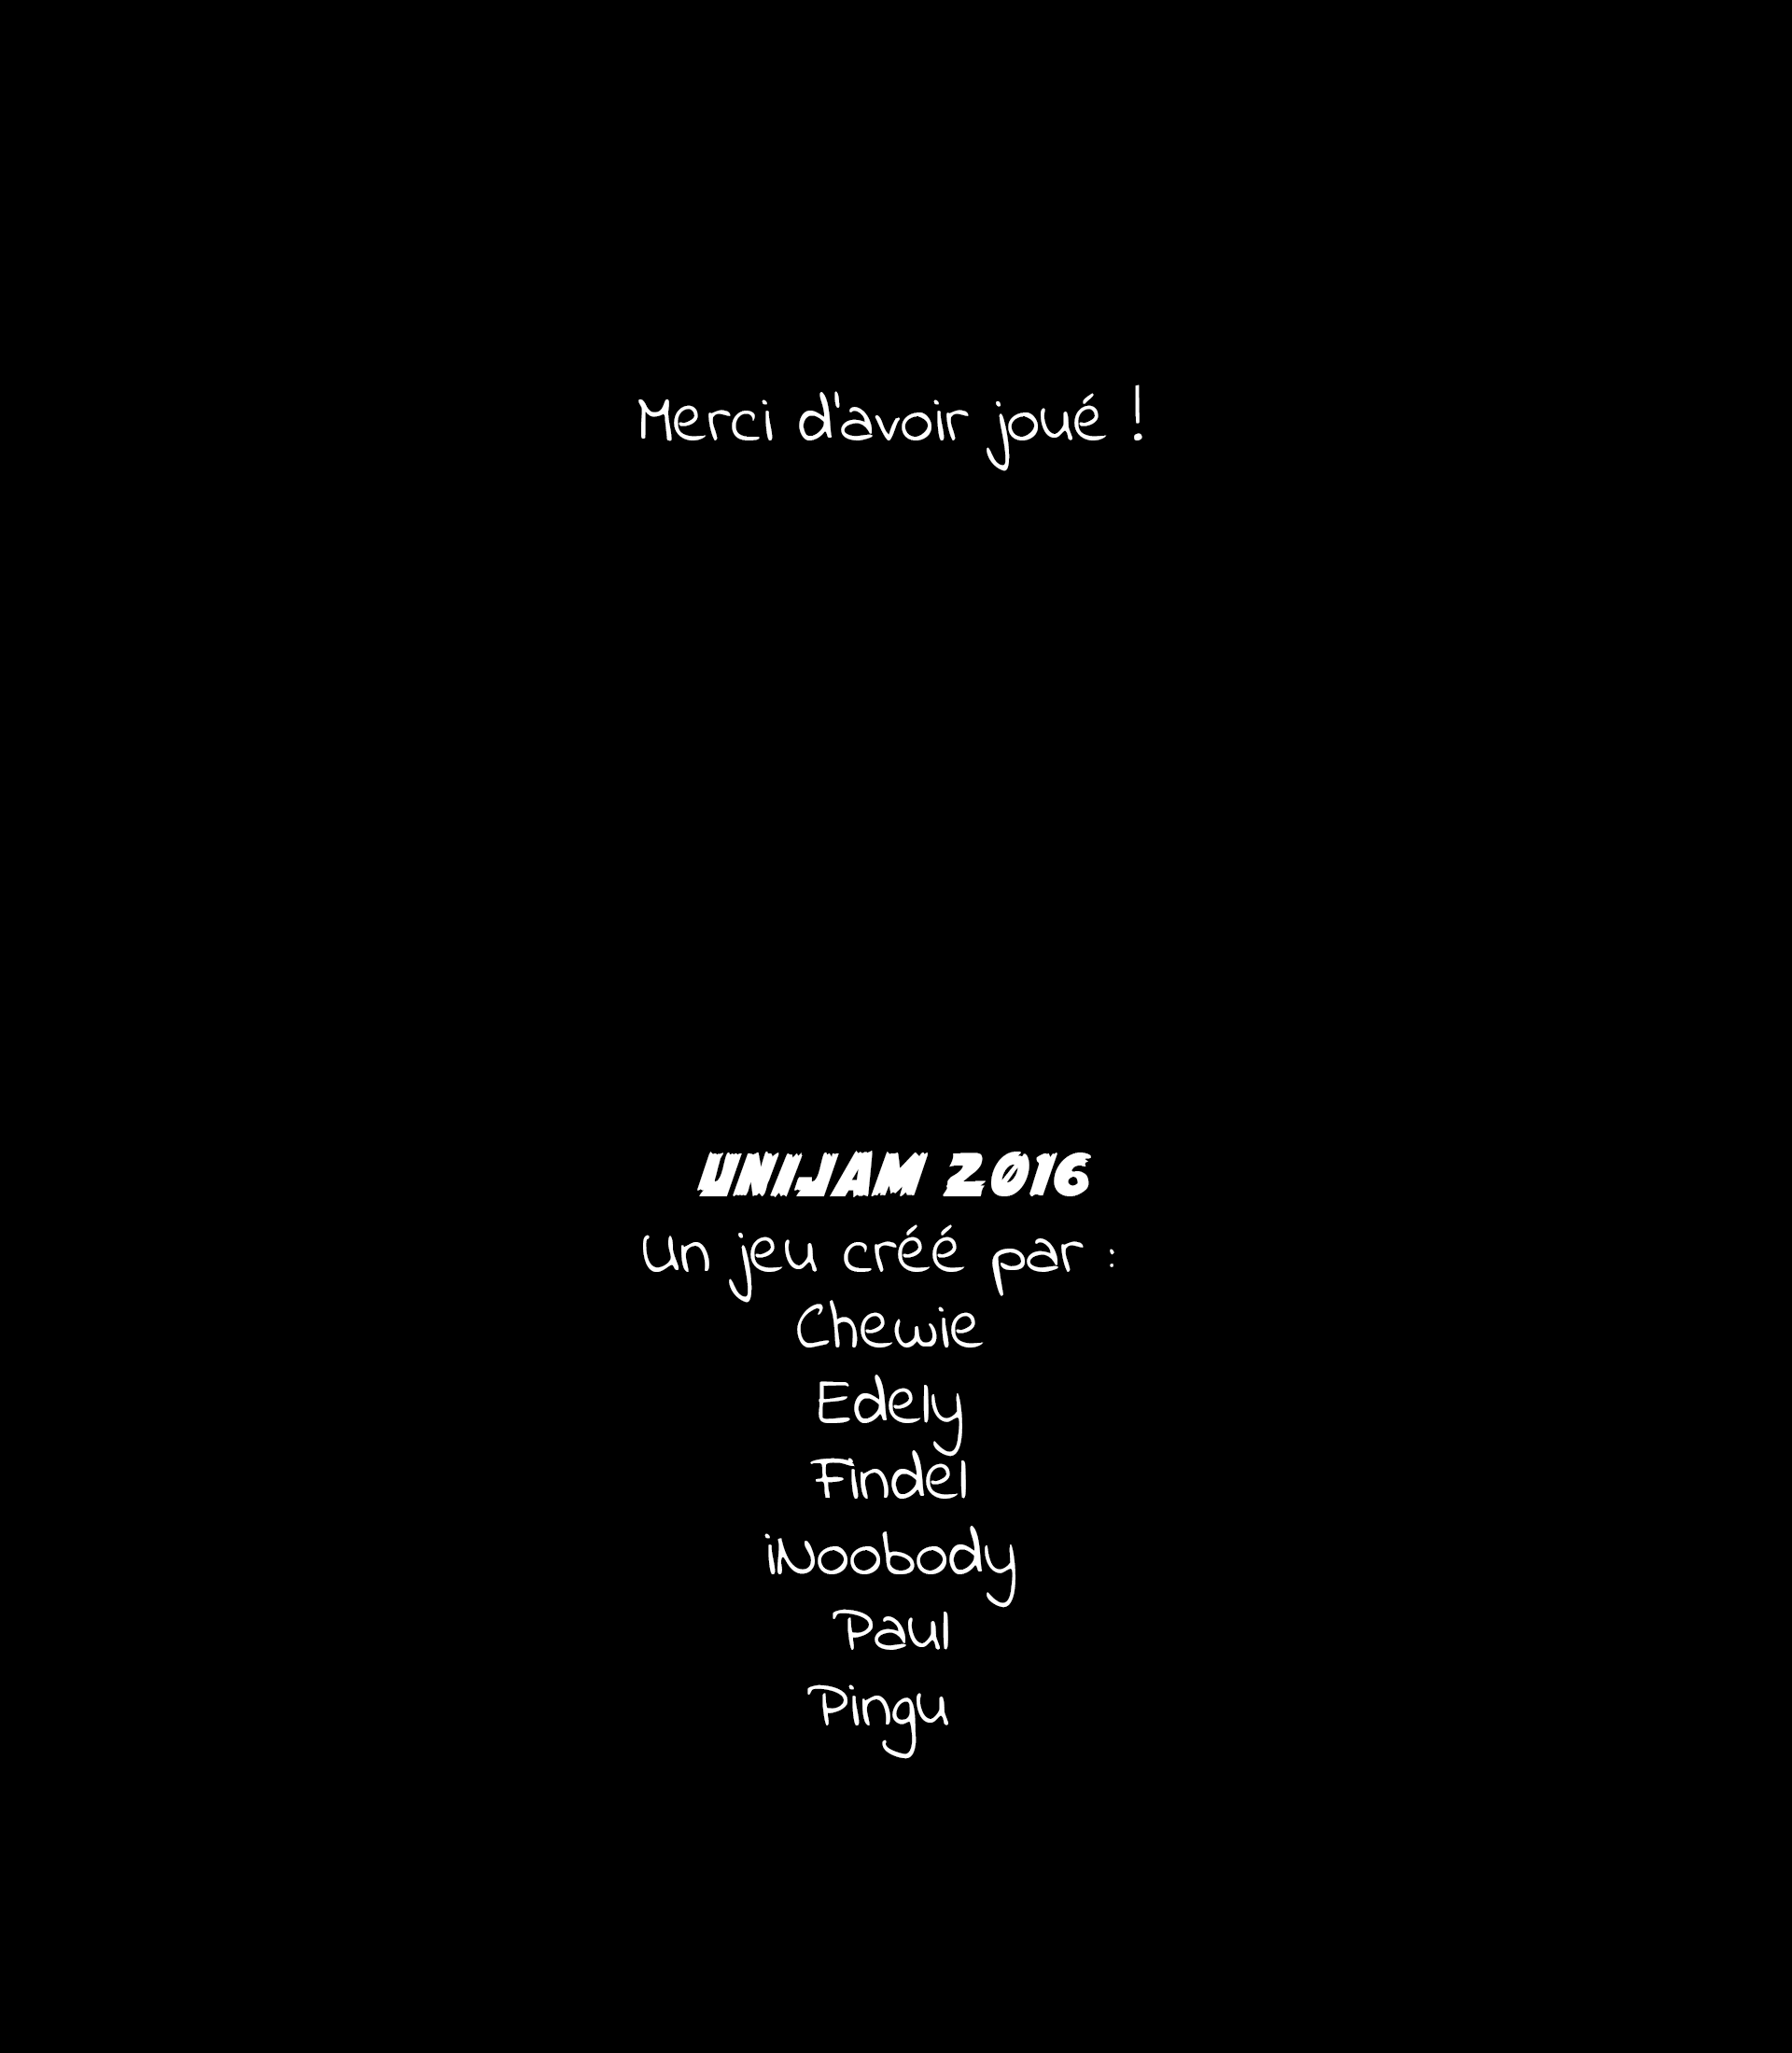 Merci d'avoir joué !
UNIJAM 2016
Un jeu créé par :
Chewie
Edely
Findel
iNoobody
Paul
Pingu